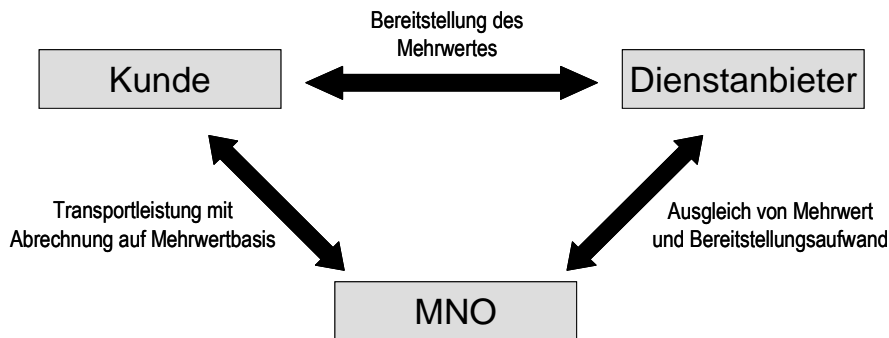 Bereitstellung des
Mehrwertes
Kunde
Dienstanbieter
Transportleistung mit
Abrechnung auf Mehrwertbasis
Ausgleich von Mehrwert
und Bereitstellungsaufwand
MNO